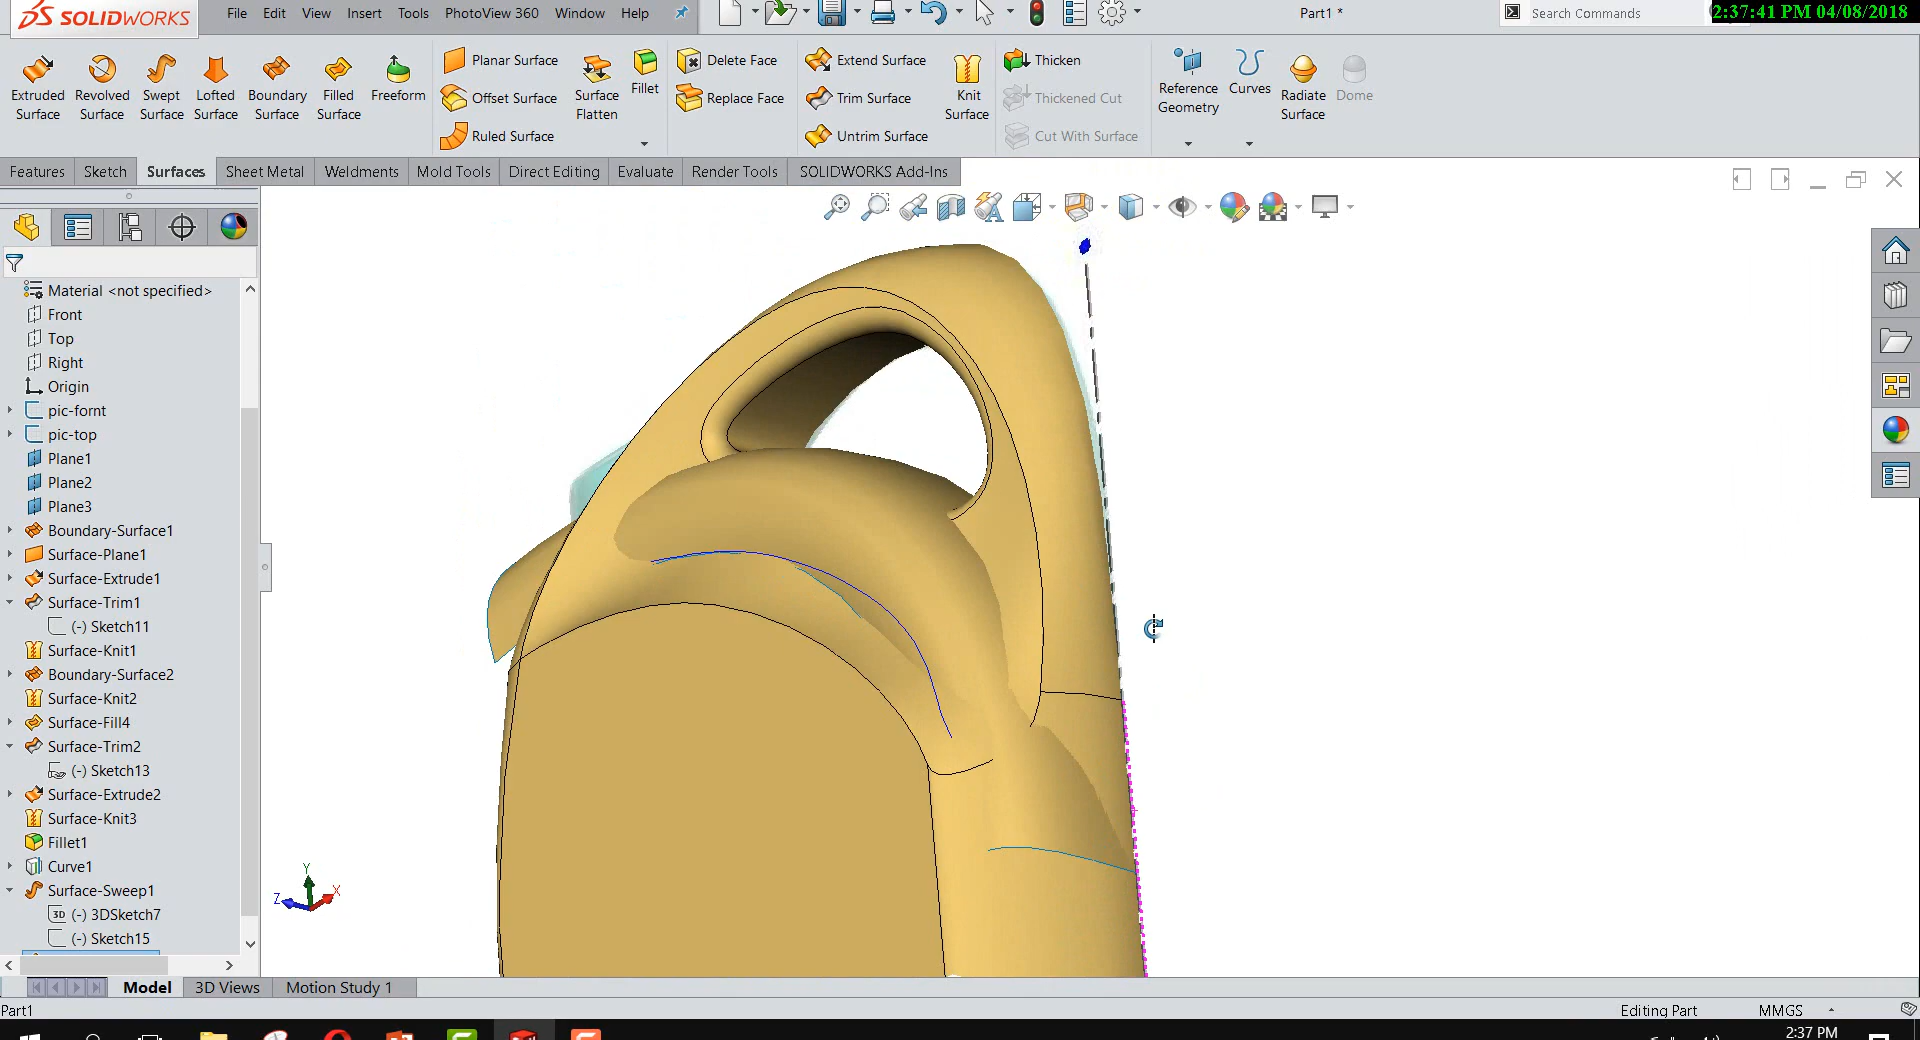 SOLIDWORKS
File Edit View Insert Tools PhotoView 360 Window Help
Part1 *
Search Commands
2:37:41 PM 04/08/2018
Extruded Surface
Revolved Surface
Swept Surface
Lofted Surface
Boundary Surface
Filled Surface
Freeform
Planar Surface
Offset Surface
Ruled Surface
Surface Flatten
Fillet
Delete Face
Replace Face
Extend Surface
Trim Surface
Untrim Surface
Knit Surface
Thicken
Thickened Cut
Cut With Surface
Reference Geometry
Curves
Radiate Surface
Dome
Features Sketch Surfaces Sheet Metal Weldments Mold Tools Direct Editing Evaluate Render Tools SOLIDWORKS Add-Ins
Material <not specified>
Front
Top
Right
Origin
pic-fornt
pic-top
Plane1
Plane2
Plane3
Boundary-Surface1
Surface-Plane1
Surface-Extrude1
Surface-Trim1
(-) Sketch11
Surface-Knit1
Boundary-Surface2
Surface-Knit2
Surface-Fill4
Surface-Trim2
(-) Sketch13
Surface-Extrude2
Surface-Knit3
Fillet1
Curve1
Surface-Sweep1
3D (-) 3DSketch7
(-) Sketch15
Y
Z
X
Model 3D Views Motion Study 1
Part1
Editing Part
MMGS
2:37 PM